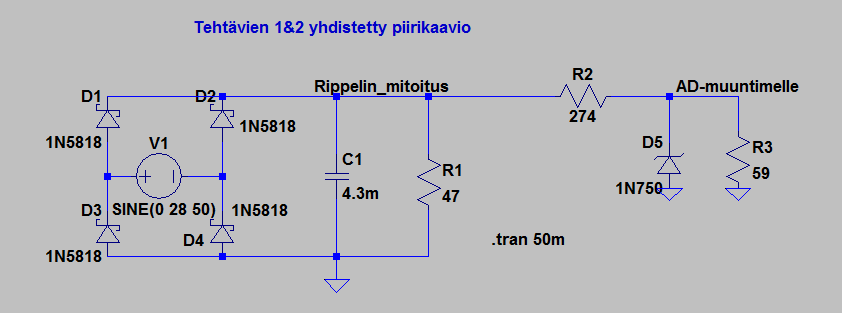 Tehtävien 1&2 yhdistetty piirikaavio
R2
D1
D2
Rippelin_mitoitus
AD-muuntimelle
274
1N5818
1N5818
V1
D5
R3
C1
R1
1N750
59
4.3m
47
D3
SINE(0 28 50)
1N5818
D4
.tran 50m
1N5818